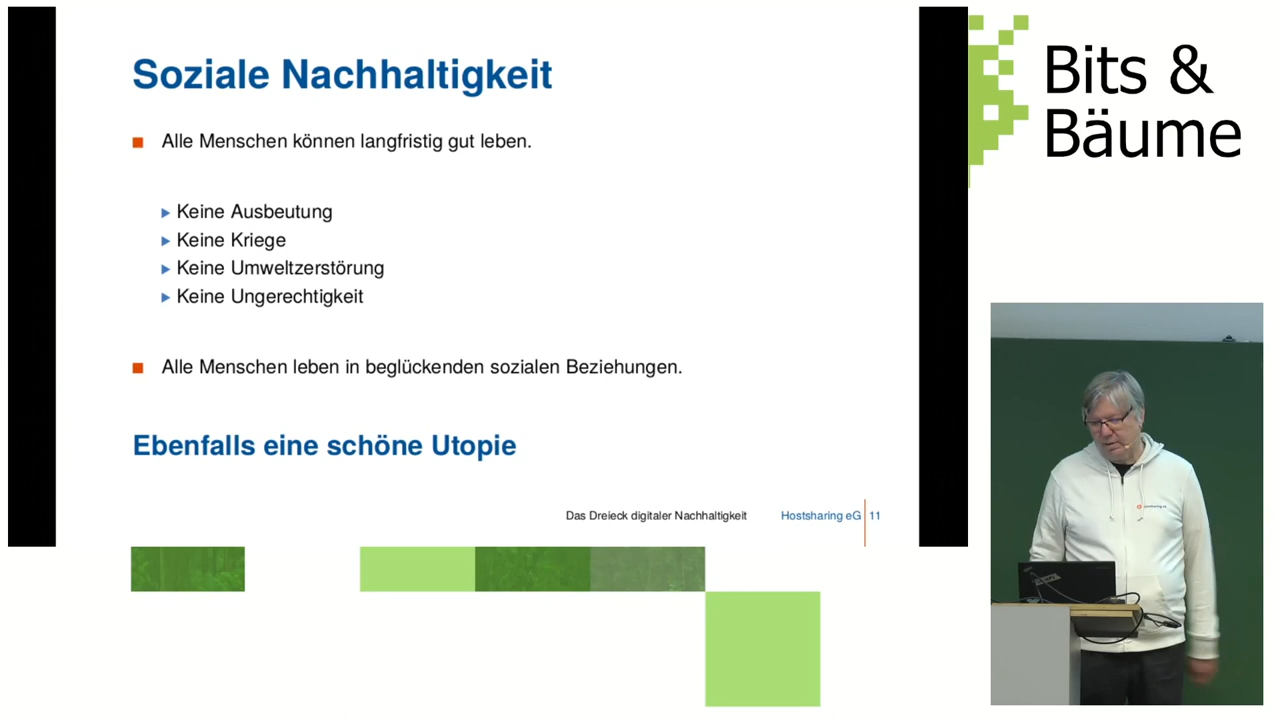 Soziale Nachhaltigkeit
Alle Menschen können langfristig gut leben.
Keine Ausbeutung
Keine Kriege
Keine Umweltzerstörung
Keine Ungerechtigkeit
Alle Menschen leben in beglückenden sozialen Beziehungen.
Ebenfalls eine schöne Utopie
Das Dreieck digitaler Nachhaltigkeit Hostsharing eG 11
Bits &
Bäume